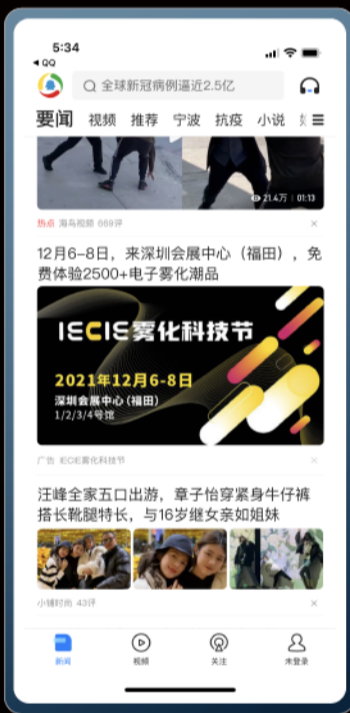 5:34
◀ QQ
全球新冠病例逼近2.5亿
要闻 视频 推荐 宁波 抗疫 小说
21.4万 | 01:13
热点 海岛视频 669评
12月6-8日，来深圳会展中心（福田），免
费体验2500+电子雾化潮品
IECIE雾化科技节
2021年12月6-8日
深圳会展中心（福田）
1/2/3/4号馆
广告 IECIE雾化科技节
汪峰全家五口出游，章子怡穿紧身牛仔裤
搭长靴腿特长，与16岁继女亲如姐妹
小铺时尚 43评
新闻 视频 关注 未登录